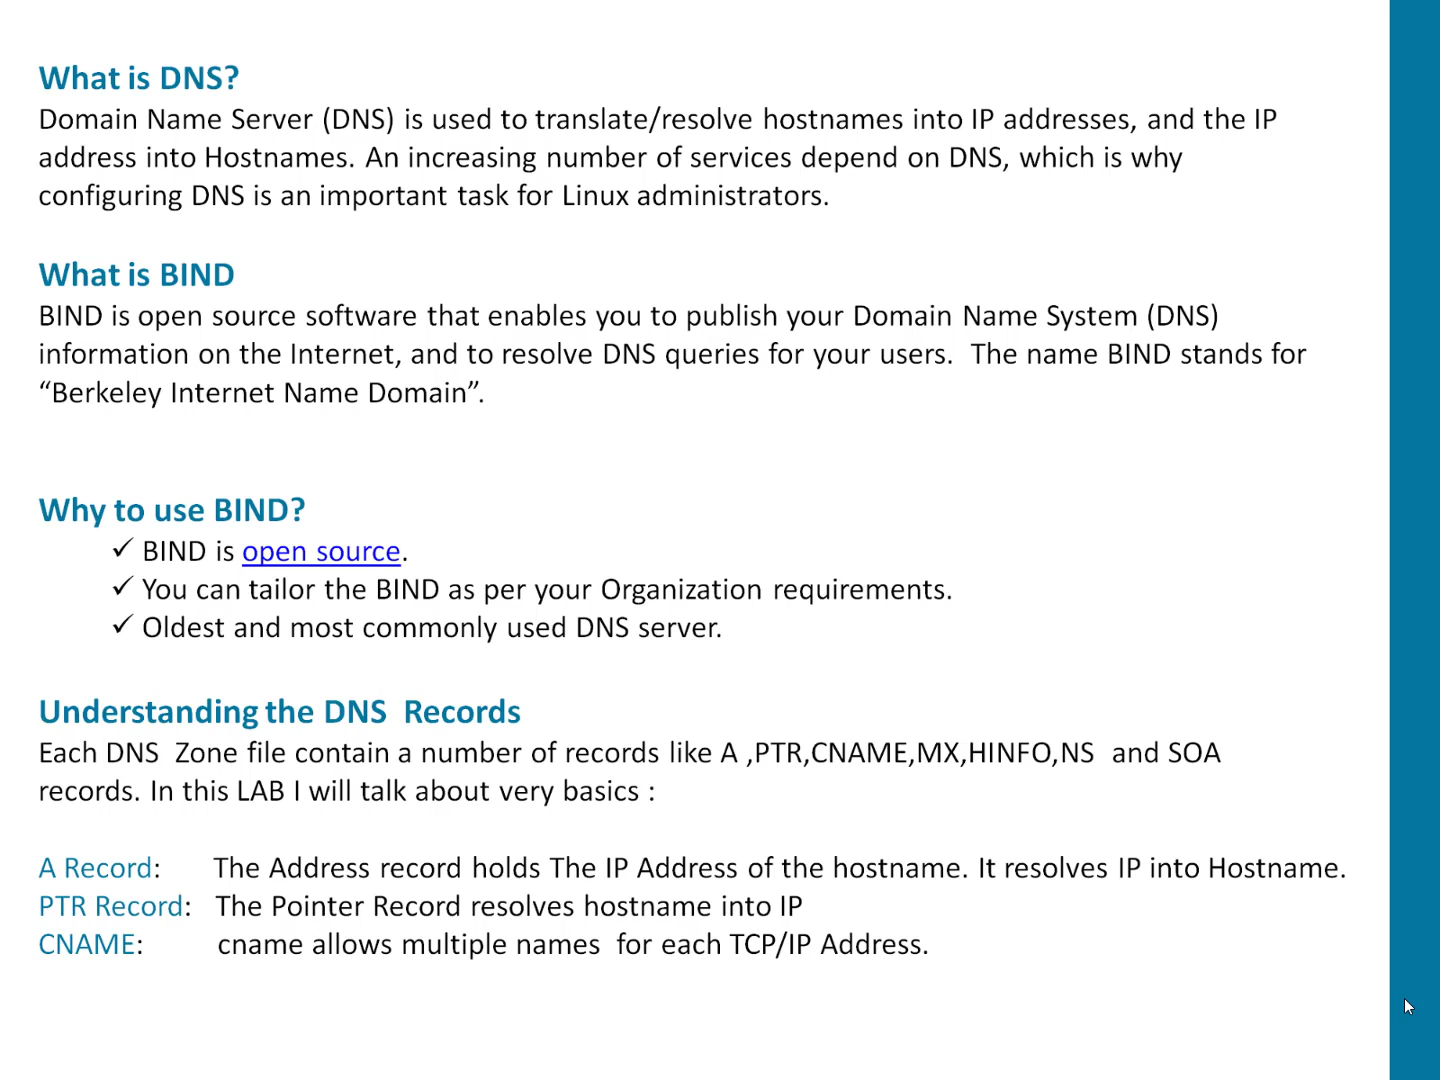 What is DNS?
Domain Name Server (DNS) is used to translate/resolve hostnames into IP addresses, and the IP
address into Hostnames. An increasing number of services depend on DNS, which is why
configuring DNS is an important task for Linux administrators.
What is BIND
BIND is open source software that enables you to publish your Domain Name System (DNS)
information on the Internet, and to resolve DNS queries for your users.  The name BIND stands for
“Berkeley Internet Name Domain”.
Why to use BIND?
✓ BIND is open source.
✓ You can tailor the BIND as per your Organization requirements.
✓ Oldest and most commonly used DNS server.
Understanding the DNS  Records
Each DNS  Zone file contain a number of records like A ,PTR,CNAME,MX,HINFO,NS  and SOA
records. In this LAB I will talk about very basics :
A Record:      The Address record holds The IP Address of the hostname. It resolves IP into Hostname.
PTR Record:   The Pointer Record resolves hostname into IP
CNAME:         cname allows multiple names  for each TCP/IP Address.